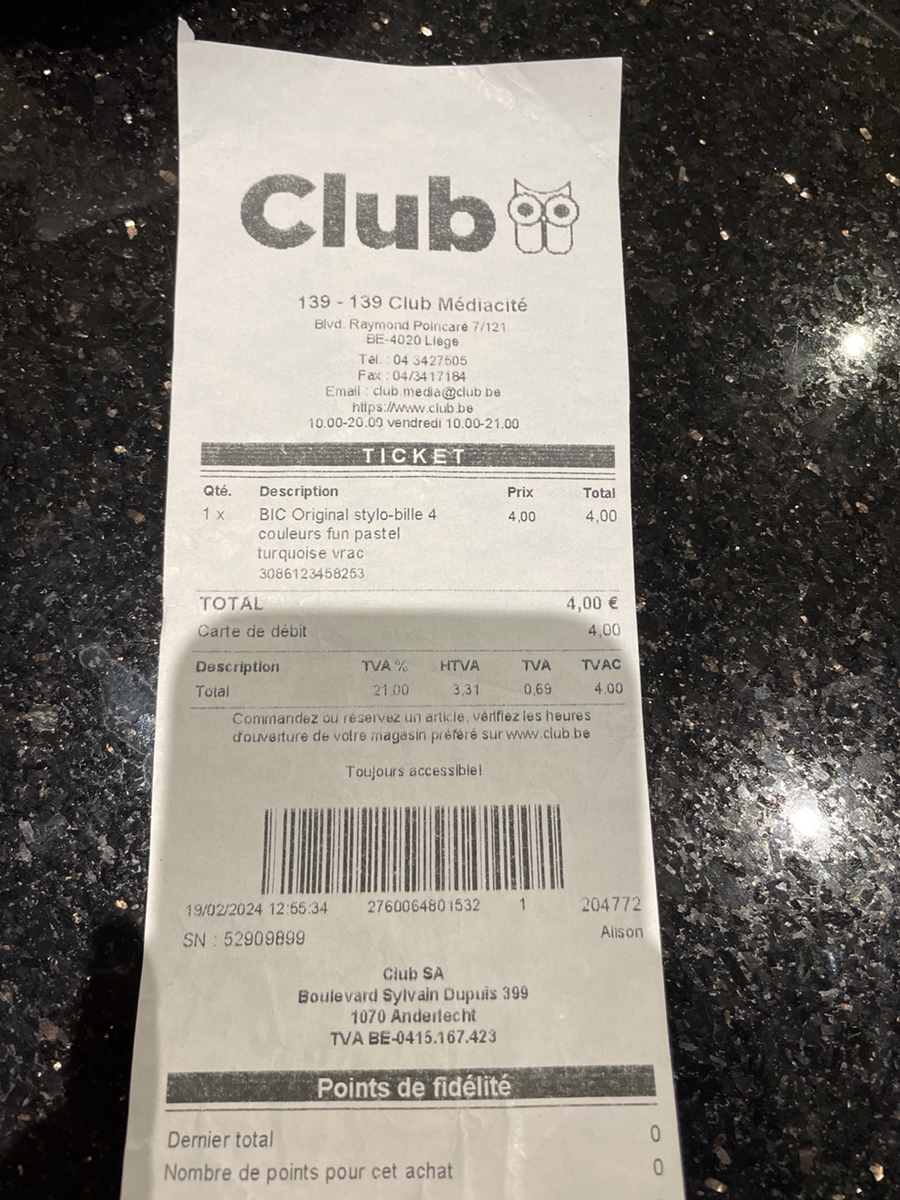 Club
139 - 139 Club Médiacité
Blvd. Raymond Poincaré 7/121
BE-4020 Liège
Tél. : 04 3427605
Fax : 04/3417184
Email : club.media@club.be
https://www.club.be
10.00-20.00 vendredi 10.00-21.00
TICKET
Qté. Description Prix Total
1 x BIC Original stylo-bille 4 4,00 4,00
couleurs fun pastel
turquoise vrac
3086123458253
TOTAL 4,00 €
Carte de débit 4,00
Description TVA % HTVA TVA TVAC
Total 21,00 3,31 0,69 4,00
Commandez ou réservez un article, vérifiez les heures
d'ouverture de votre magasin préféré sur www.club.be
Toujours accessible!
19/02/2024 12:55:34 2760064801532 1 204772
SN : 52909899 Alison
Club SA
Boulevard Sylvain Dupuis 399
1070 Anderlecht
TVA BE-0415.167.423
Points de fidélité
Dernier total 0
Nombre de points pour cet achat 0